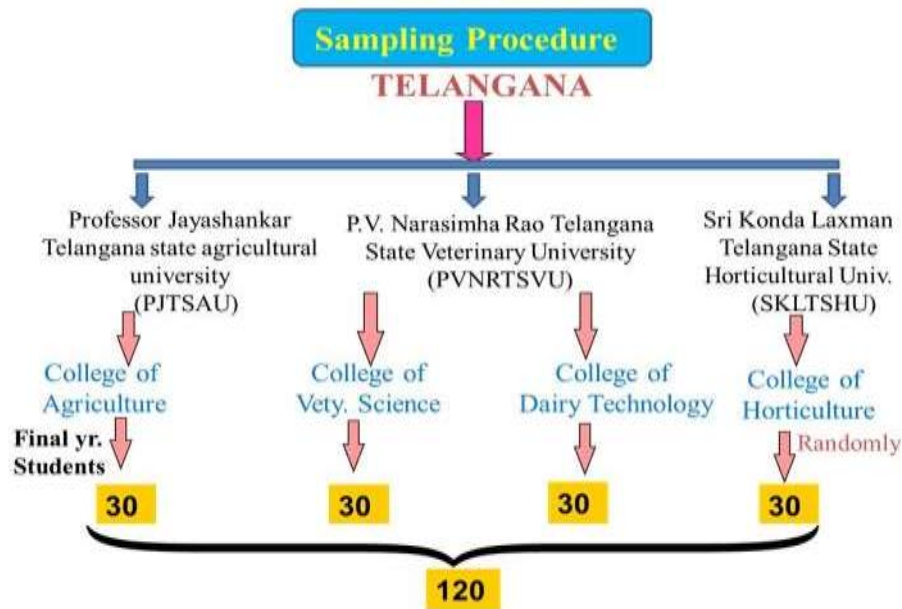 Sampling Procedure
TELANGANA
Professor Jayashankar
Telangana state agricultural
university
(PJTSAU)
P.V. Narasimha Rao Telangana
State Veterinary University
(PVNRTSVU)
Sri Konda Laxman
Telangana State
Horticultural Univ.
(SKLTSHU)
College of
Agriculture
College of
Vety. Science
College of
Dairy Technology
College of
Horticulture
Final yr.
Students
Randomly
30
30
30
30
120